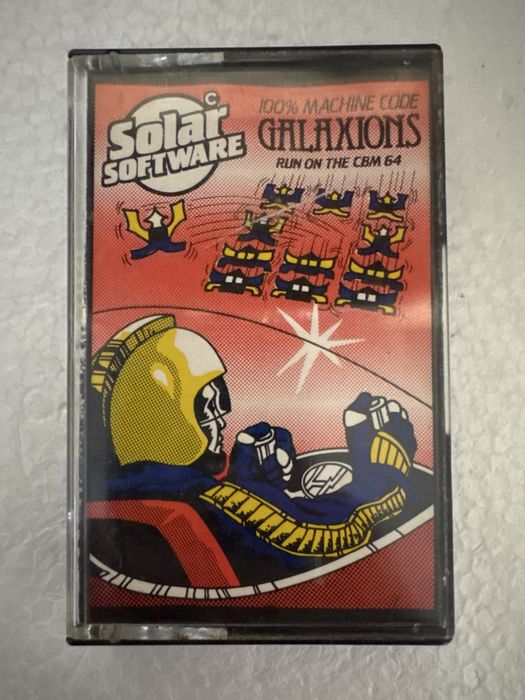 Solar
SOFTWARE
C
100% MACHINE CODE
GALAXIONS
RUN ON THE CBM 64